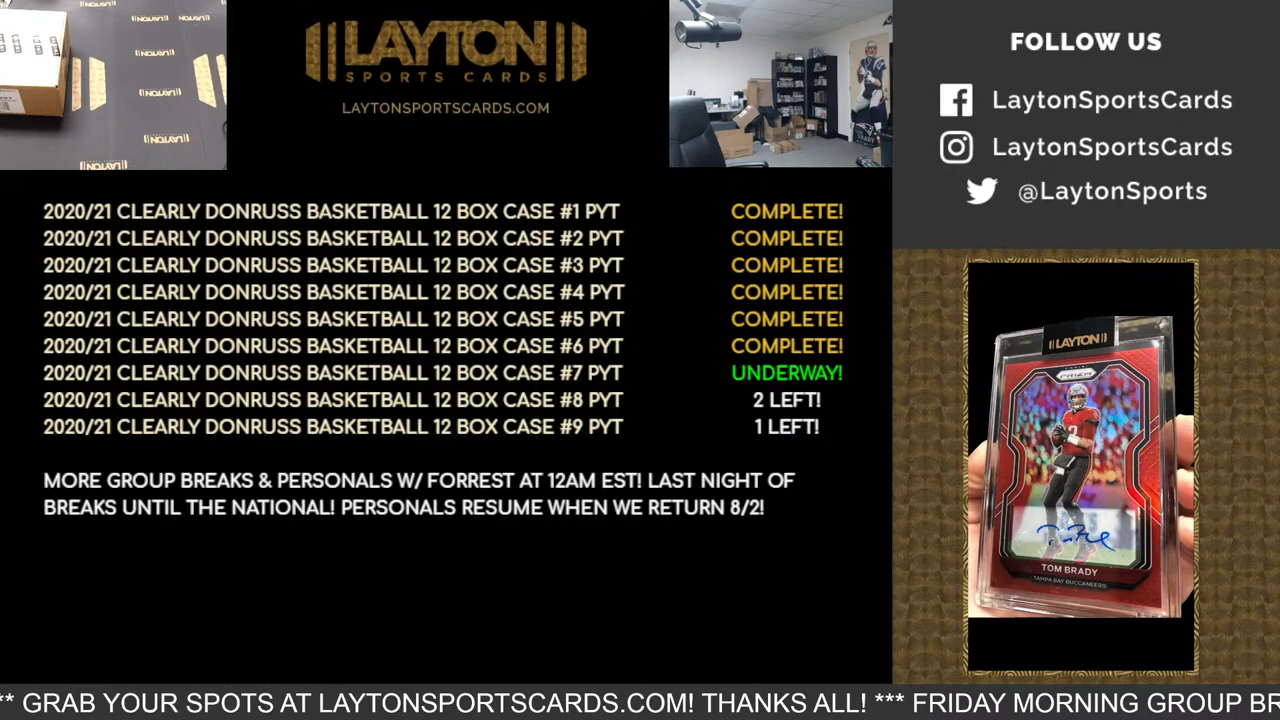 LAYTON
SPORTS CARDS
LAYTONSPORTSCARDS.COM
FOLLOW US
LaytonSportsCards
LaytonSportsCards
@LaytonSports
2020/21 CLEARLY DONRUSS BASKETBALL 12 BOX CASE #1 PYT COMPLETE!
2020/21 CLEARLY DONRUSS BASKETBALL 12 BOX CASE #2 PYT COMPLETE!
2020/21 CLEARLY DONRUSS BASKETBALL 12 BOX CASE #3 PYT COMPLETE!
2020/21 CLEARLY DONRUSS BASKETBALL 12 BOX CASE #4 PYT COMPLETE!
2020/21 CLEARLY DONRUSS BASKETBALL 12 BOX CASE #5 PYT COMPLETE!
2020/21 CLEARLY DONRUSS BASKETBALL 12 BOX CASE #6 PYT COMPLETE!
2020/21 CLEARLY DONRUSS BASKETBALL 12 BOX CASE #7 PYT UNDERWAY!
2020/21 CLEARLY DONRUSS BASKETBALL 12 BOX CASE #8 PYT 2 LEFT!
2020/21 CLEARLY DONRUSS BASKETBALL 12 BOX CASE #9 PYT 1 LEFT!
MORE GROUP BREAKS & PERSONALS W/ FORREST AT 12AM EST! LAST NIGHT OF
BREAKS UNTIL THE NATIONAL! PERSONALS RESUME WHEN WE RETURN 8/2!
LAYTON
PRIZM
TOM BRADY
TAMPA BAY BUCCANEERS
** GRAB YOUR SPOTS AT LAYTONSPORTSCARDS.COM! THANKS ALL! *** FRIDAY MORNING GROUP BR